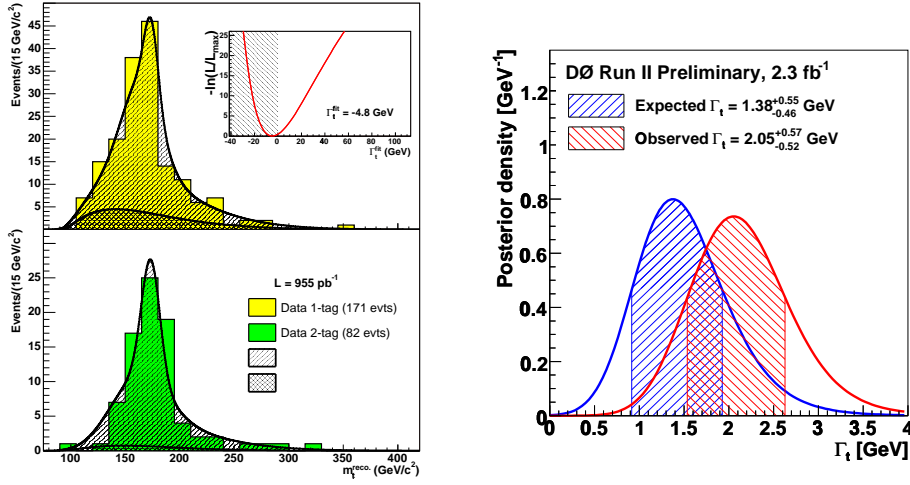 Events/(15 GeV/c²)
45
40
35
30
25
20
15
10
5
-ln(L/Lmax)
25
20
15
10
5
0
Γ_t^fit = -4.8 GeV
-40 -20 0 20 40 60 80 100
Γ_t^fit (GeV)
Events/(15 GeV/c²)
25
20
15
10
5
0
L = 955 pb⁻¹
Data 1-tag (171 evts)
Data 2-tag (82 evts)
100 150 200 250 300 350 400
m_t^reco. (GeV/c²)
Posterior density [GeV⁻¹]
1.2
1
0.8
0.6
0.4
0.2
0
DØ Run II Preliminary, 2.3 fb⁻¹
Expected Γ_t = 1.38 +0.55 -0.46 GeV
Observed Γ_t = 2.05 +0.57 -0.52 GeV
0 0.5 1 1.5 2 2.5 3 3.5 4
Γ_t [GeV]